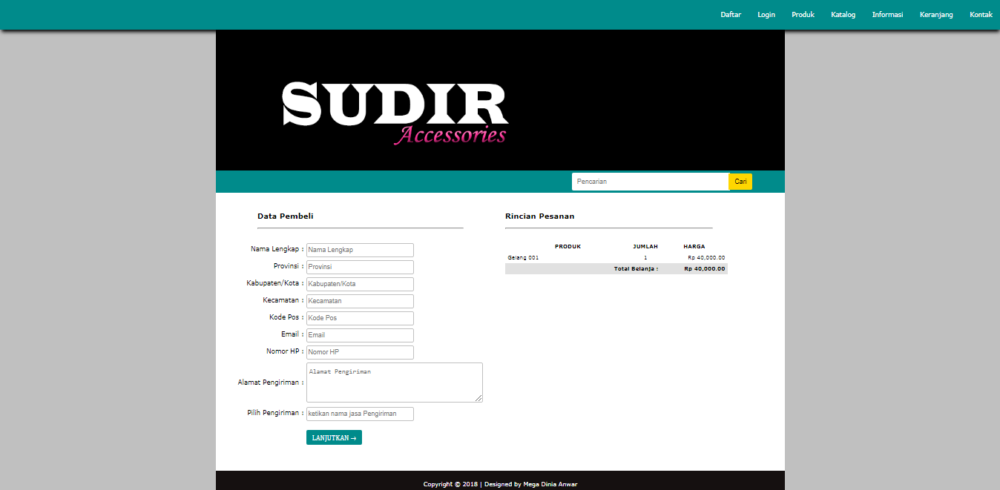 Daftar Login Produk Katalog Informasi Keranjang Kontak
SUDIR
Accessories
Pencarian Cari
Data Pembeli
Nama Lengkap : Nama Lengkap
Provinsi : Provinsi
Kabupaten/Kota : Kabupaten/Kota
Kecamatan : Kecamatan
Kode Pos : Kode Pos
Email : Email
Nomor HP : Nomor HP
Alamat Pengiriman : Alamat Pengiriman
Pilih Pengiriman : ketikan nama jasa Pengiriman
LANJUTKAN →
Rincian Pesanan
PRODUK JUMLAH HARGA
Gelang 001 1 Rp 40,000.00
Total Belanja : Rp 40,000.00
Copyright © 2018 | Designed by Mega Dinia Anwar